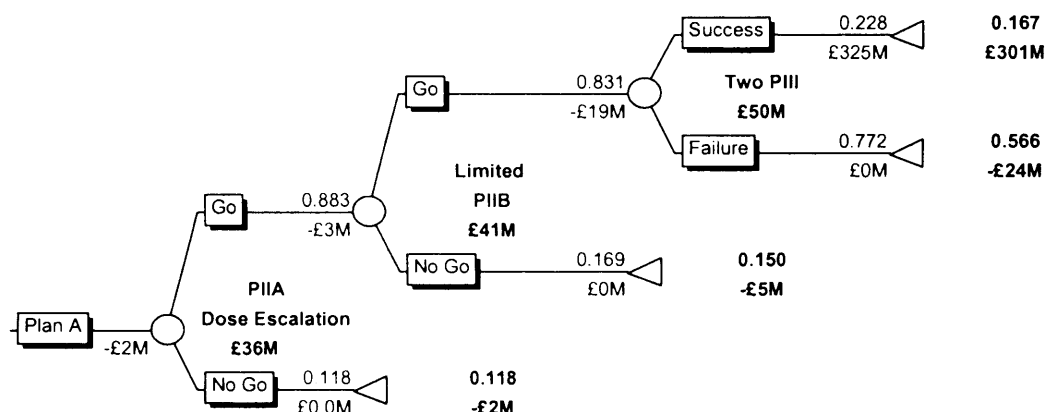 Success
0.228
£325M
0.167
£301M
Go
0.831
-£19M
Two PIII
£50M
Failure
0.772
£0M
0.566
-£24M
Limited
PIIB
£41M
Go
0.883
-£3M
No Go
0.169
£0M
0.150
-£5M
PIIA
Dose Escalation
£36M
Plan A
-£2M
No Go
0.118
£0.0M
0.118
-£2M